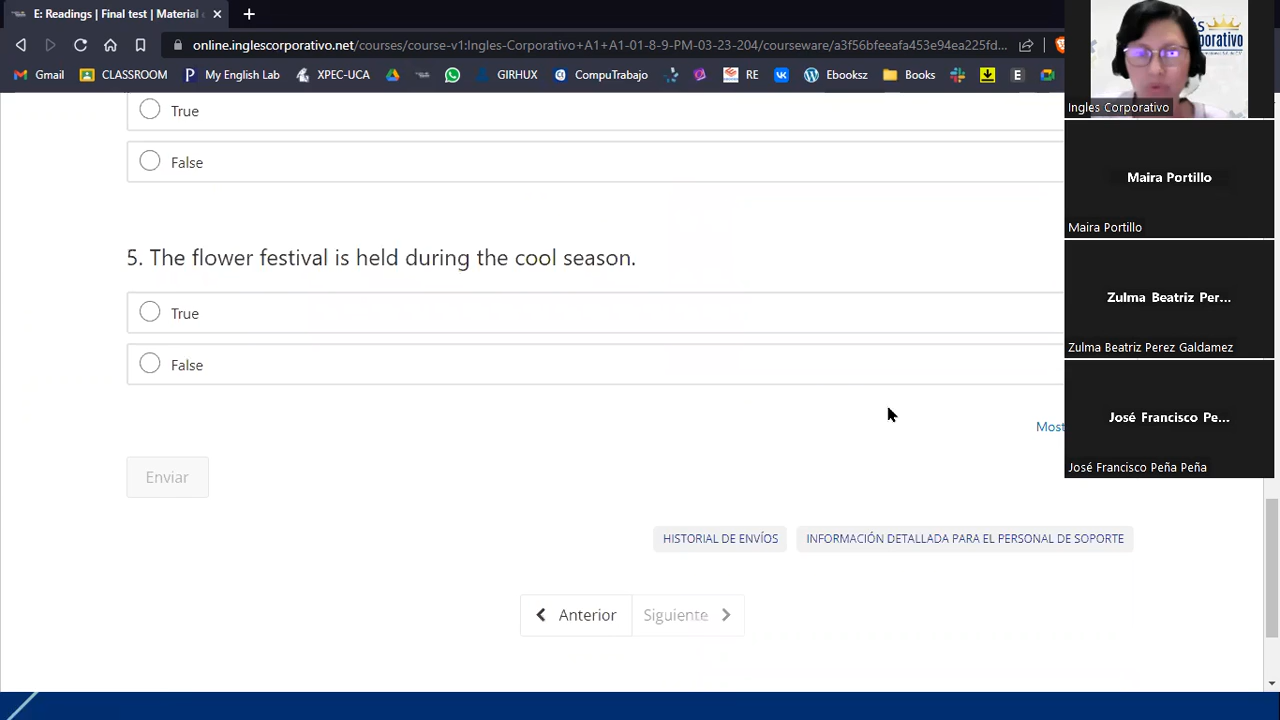 E: Readings | Final test | Material
online.inglescorporativo.net/courses/course-v1:Ingles-Corporativo+A1+A1-01-8-9-PM-03-23-204/courseware/a3f56bfeeafa453e94ea225fd...
Gmail CLASSROOM My English Lab XPEC-UCA GIRHUX CompuTrabajo RE WordPress Ebooksz Books
True
False
5. The flower festival is held during the cool season.
True
False
Most
Enviar
HISTORIAL DE ENVÍOS INFORMACIÓN DETALLADA PARA EL PERSONAL DE SOPORTE
Anterior Siguiente
Ingles Corporativo
Maira Portillo
Maira Portillo
Zulma Beatriz Per...
Zulma Beatriz Perez Galdamez
José Francisco Pe...
José Francisco Peña Peña